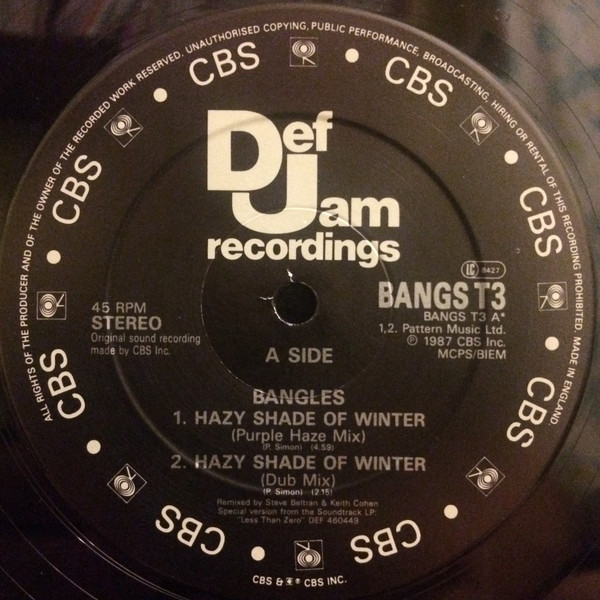 ALL RIGHTS OF THE PRODUCER AND OF THE OWNER OF THE RECORDED WORK RESERVED. UNAUTHORISED COPYING, PUBLIC PERFORMANCE, BROADCASTING, HIRING OR RENTAL OF THIS RECORDING PROHIBITED. MADE IN ENGLAND.
CBS
CBS
CBS
CBS
CBS
CBS
CBS
CBS
Def
Jam
recordings
LC 8427
BANGS T3
BANGS T3 A*
1,2. Pattern Music Ltd.
℗ 1987 CBS Inc.
MCPS/BIEM
45 RPM
STEREO
Original sound recording
made by CBS Inc.
A SIDE
BANGLES
1. HAZY SHADE OF WINTER
(Purple Haze Mix)
(P. Simon) (4.59)
2. HAZY SHADE OF WINTER
(Dub Mix)
(P. Simon) (2.15)
Remixed by Steve Beltran & Keith Cohen
Special version from the Soundtrack LP:
"Less Than Zero" DEF 460449
CBS & CBS INC.